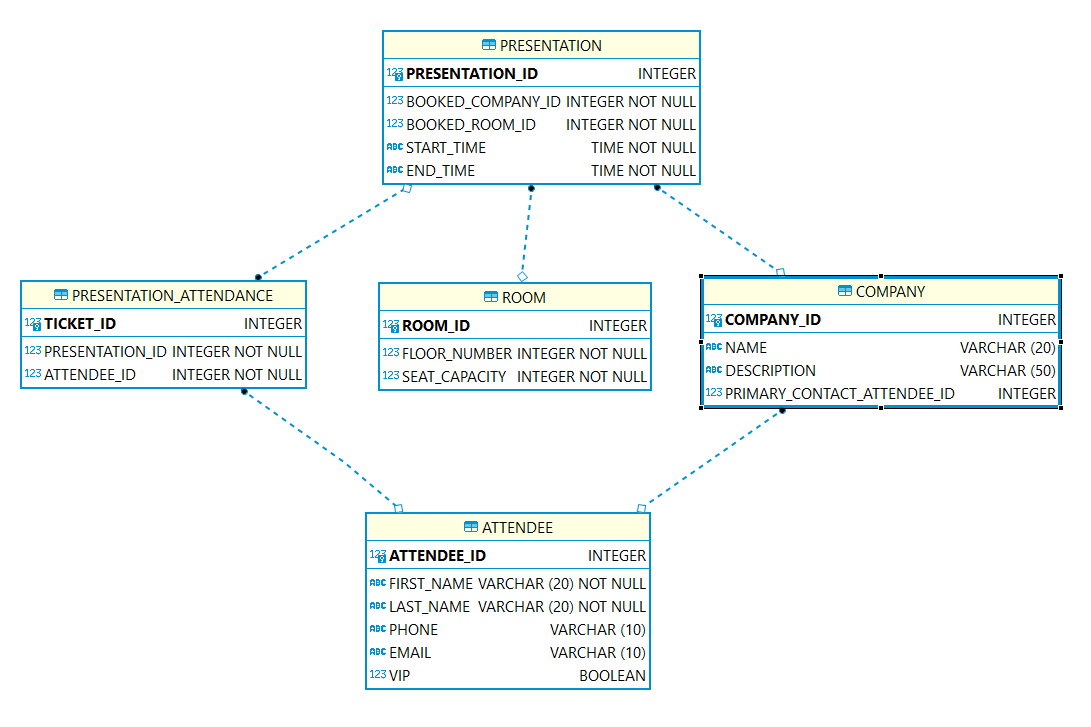 PRESENTATION
123 PRESENTATION_ID INTEGER
123 BOOKED_COMPANY_ID INTEGER NOT NULL
123 BOOKED_ROOM_ID INTEGER NOT NULL
ABC START_TIME TIME NOT NULL
ABC END_TIME TIME NOT NULL
PRESENTATION_ATTENDANCE
123 TICKET_ID INTEGER
123 PRESENTATION_ID INTEGER NOT NULL
123 ATTENDEE_ID INTEGER NOT NULL
ROOM
123 ROOM_ID INTEGER
123 FLOOR_NUMBER INTEGER NOT NULL
123 SEAT_CAPACITY INTEGER NOT NULL
COMPANY
123 COMPANY_ID INTEGER
ABC NAME VARCHAR (20)
ABC DESCRIPTION VARCHAR (50)
123 PRIMARY_CONTACT_ATTENDEE_ID INTEGER
ATTENDEE
123 ATTENDEE_ID INTEGER
ABC FIRST_NAME VARCHAR (20) NOT NULL
ABC LAST_NAME VARCHAR (20) NOT NULL
ABC PHONE VARCHAR (10)
ABC EMAIL VARCHAR (10)
123 VIP BOOLEAN